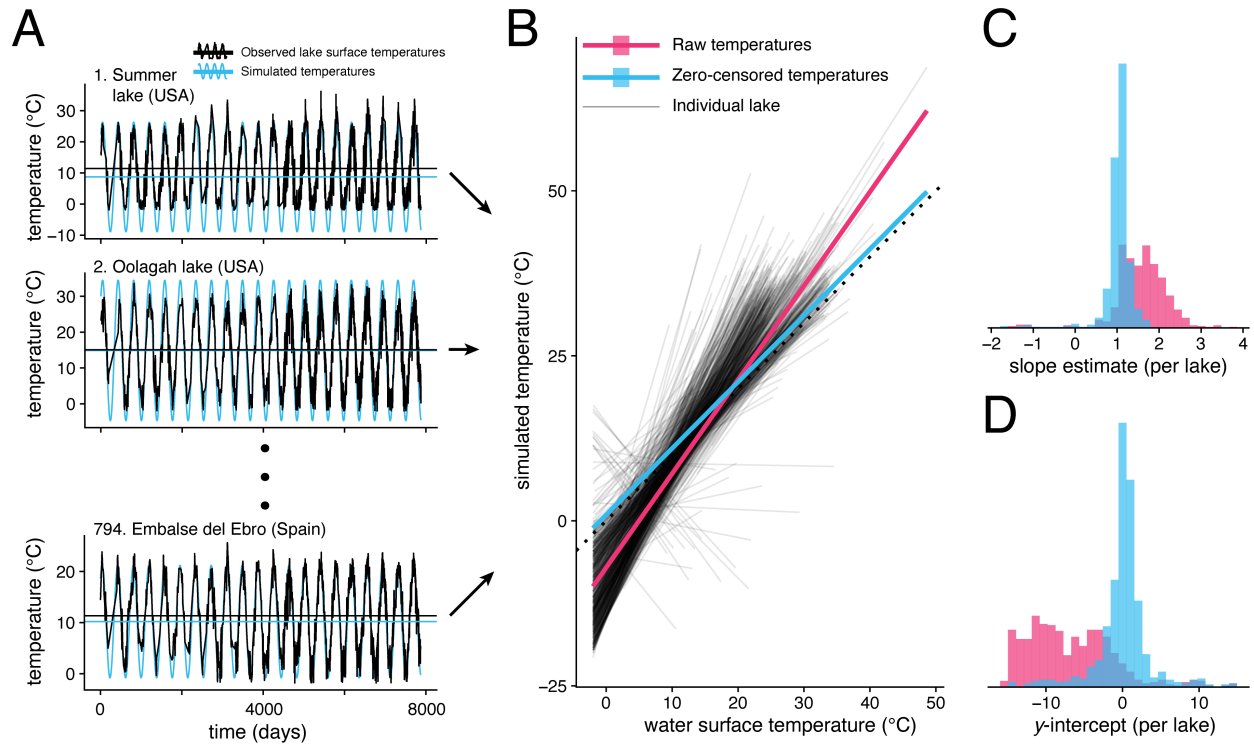 A
Observed lake surface temperatures
Simulated temperatures
1. Summer
lake (USA)
temperature (°C)
30
20
10
0
−10
2. Oolagah lake (USA)
temperature (°C)
30
20
10
0
794. Embalse del Ebro (Spain)
temperature (°C)
20
10
0
0 4000 8000
time (days)
B
Raw temperatures
Zero-censored temperatures
Individual lake
simulated temperature (°C)
50
25
0
−25
0 10 20 30 40 50
water surface temperature (°C)
C
−2 −1 0 1 2 3 4
slope estimate (per lake)
D
−10 0 10
y-intercept (per lake)